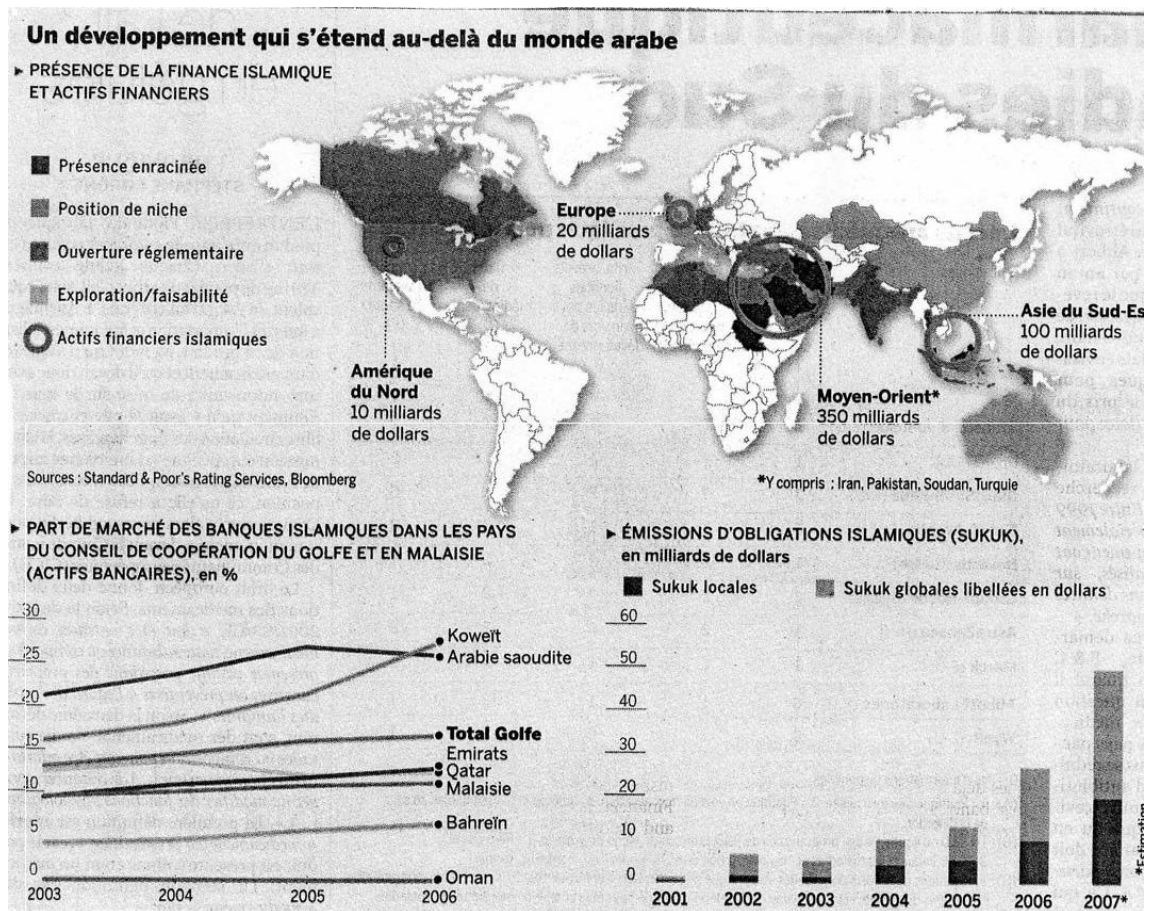 Un développement qui s'étend au-delà du monde arabe
► PRÉSENCE DE LA FINANCE ISLAMIQUE
ET ACTIFS FINANCIERS
Présence enracinée
Position de niche
Ouverture réglementaire
Exploration/faisabilité
Actifs financiers islamiques
Amérique
du Nord
10 milliards
de dollars
Europe
20 milliards
de dollars
Moyen-Orient*
350 milliards
de dollars
Asie du Sud-Es
100 milliards
de dollars
Sources : Standard & Poor's Rating Services, Bloomberg
*Y compris : Iran, Pakistan, Soudan, Turquie
► PART DE MARCHÉ DES BANQUES ISLAMIQUES DANS LES PAYS
DU CONSEIL DE COOPÉRATION DU GOLFE ET EN MALAISIE
(ACTIFS BANCAIRES), en %
30
25
20
15
10
5
0
Koweït
Arabie saoudite
Total Golfe
Emirats
Qatar
Malaisie
Bahreïn
Oman
2003 2004 2005 2006
► ÉMISSIONS D'OBLIGATIONS ISLAMIQUES (SUKUK),
en milliards de dollars
Sukuk locales
Sukuk globales libellées en dollars
60
50
40
30
20
10
0
2001 2002 2003 2004 2005 2006 2007*
*Estimation